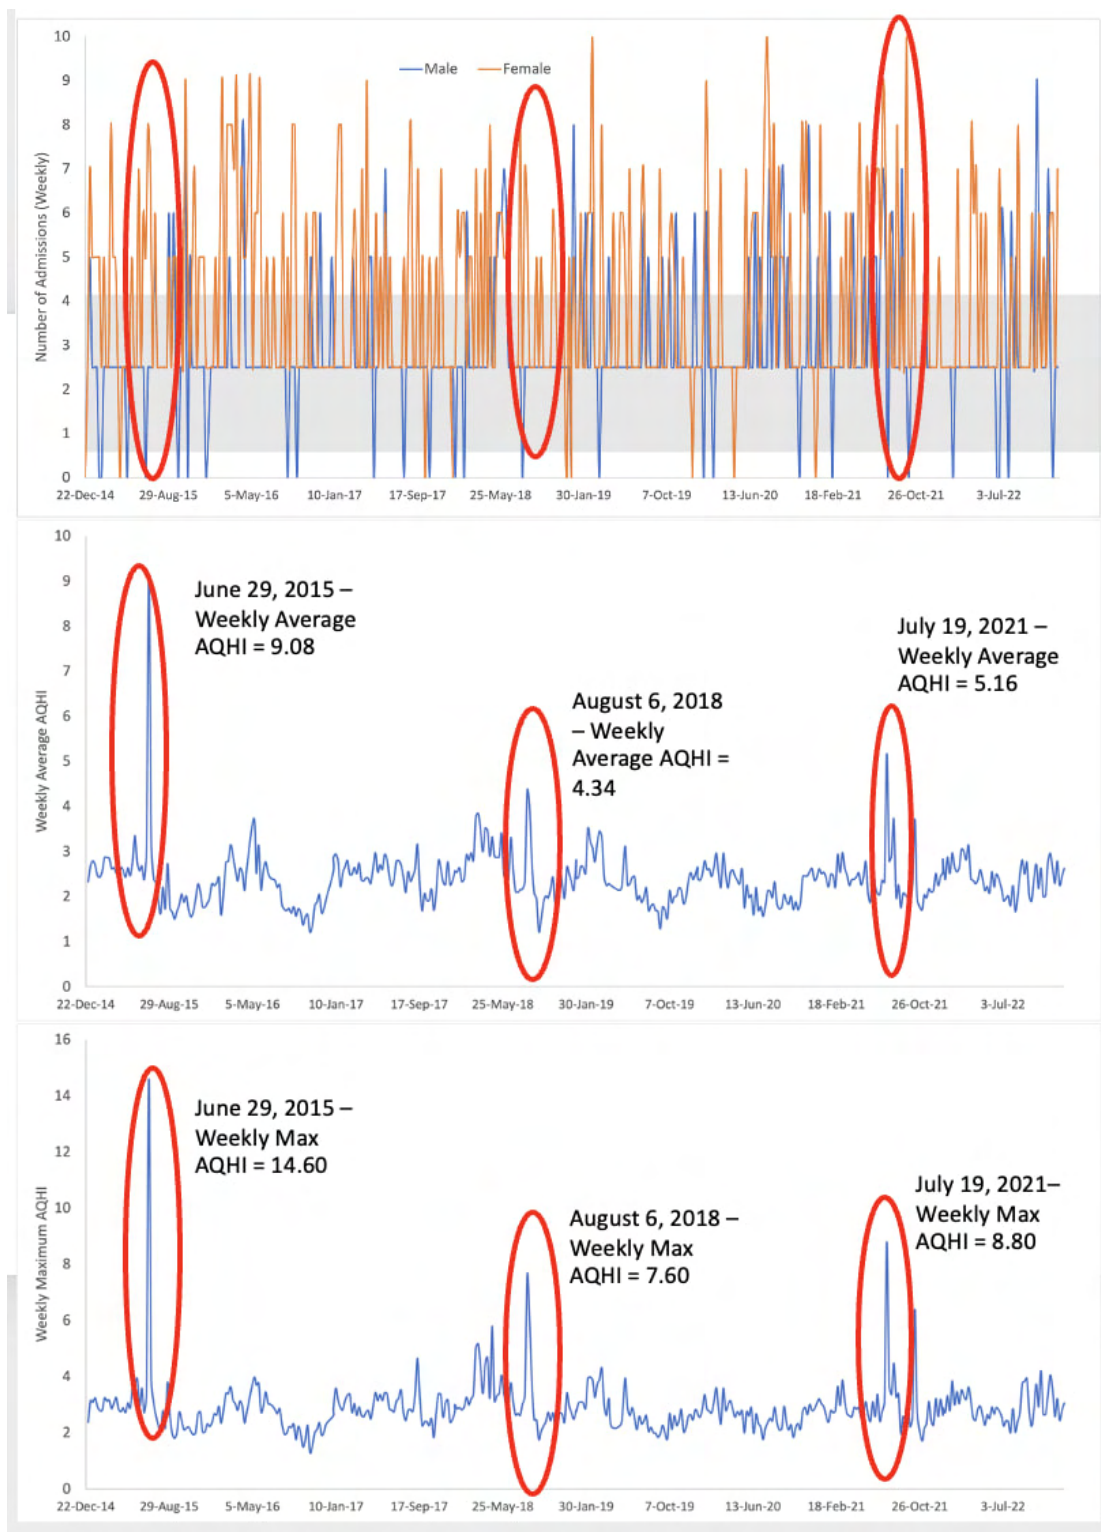 10
9
8
7
6
5
4
3
2
1
0
Number of Admissions (Weekly)
Male Female
22-Dec-14 29-Aug-15 5-May-16 10-Jan-17 17-Sep-17 25-May-18 30-Jan-19 7-Oct-19 13-Jun-20 18-Feb-21 26-Oct-21 3-Jul-22
10
9
8
7
6
5
4
3
2
1
0
Weekly Average AQHI
June 29, 2015 –
Weekly Average
AQHI = 9.08
August 6, 2018
– Weekly
Average AQHI =
4.34
July 19, 2021 –
Weekly Average
AQHI = 5.16
22-Dec-14 29-Aug-15 5-May-16 10-Jan-17 17-Sep-17 25-May-18 30-Jan-19 7-Oct-19 13-Jun-20 18-Feb-21 26-Oct-21 3-Jul-22
16
14
12
10
8
6
4
2
0
Weekly Maximum AQHI
June 29, 2015 –
Weekly Max
AQHI = 14.60
August 6, 2018 –
Weekly Max
AQHI = 7.60
July 19, 2021–
Weekly Max
AQHI = 8.80
22-Dec-14 29-Aug-15 5-May-16 10-Jan-17 17-Sep-17 25-May-18 30-Jan-19 7-Oct-19 13-Jun-20 18-Feb-21 26-Oct-21 3-Jul-22